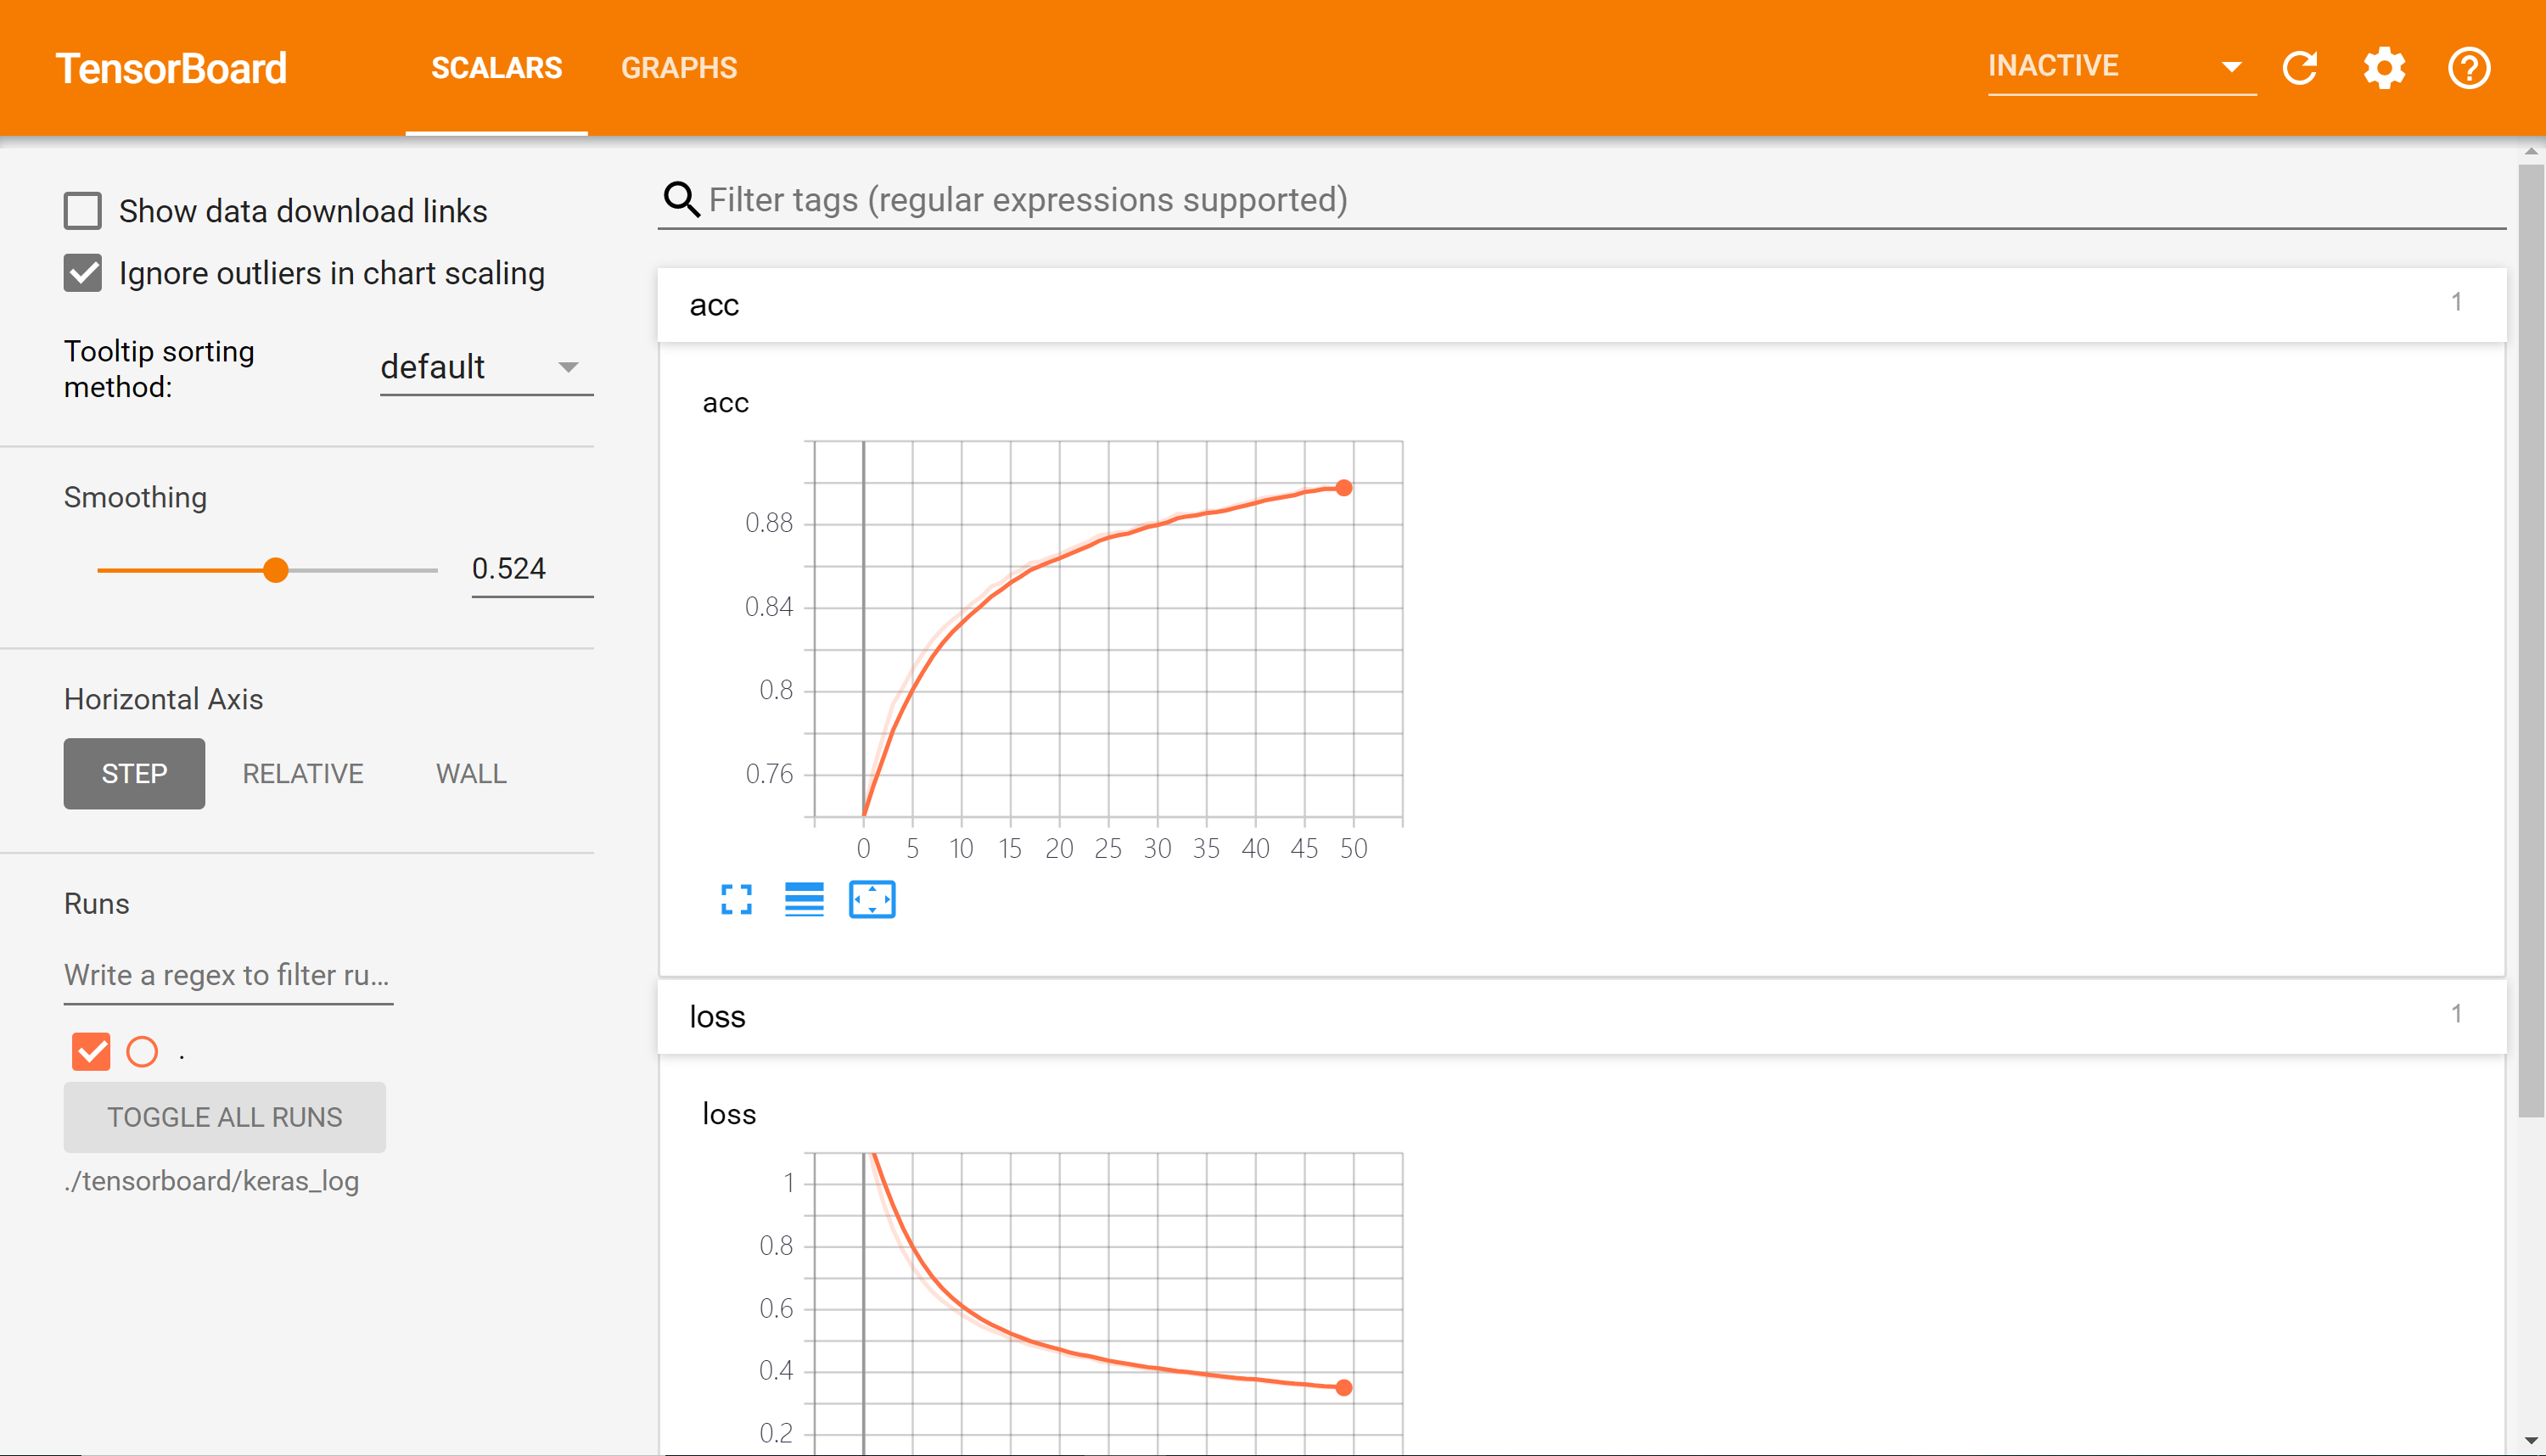 TensorBoard
SCALARS
GRAPHS
INACTIVE
Show data download links
Ignore outliers in chart scaling
Tooltip sorting
method:
default
Smoothing
0.524
Horizontal Axis
STEP
RELATIVE
WALL
Runs
Write a regex to filter ru...
.
TOGGLE ALL RUNS
./tensorboard/keras_log
Filter tags (regular expressions supported)
acc
1
acc
0.88
0.84
0.8
0.76
0 5 10 15 20 25 30 35 40 45 50
loss
1
loss
1
0.8
0.6
0.4
0.2